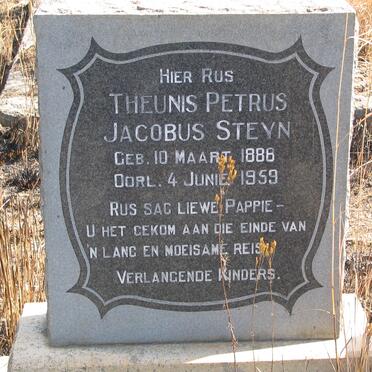 HIER RUS
THEUNIS PETRUS
JACOBUS STEYN
GEB. 10 MAART 1888
OORL. 4 JUNIE 1959
RUS SAG LIEWE PAPPIE –
U HET GEKOM AAN DIE EINDE VAN
'N LANG EN MOEISAME REIS.
VERLANGENDE KINDERS.